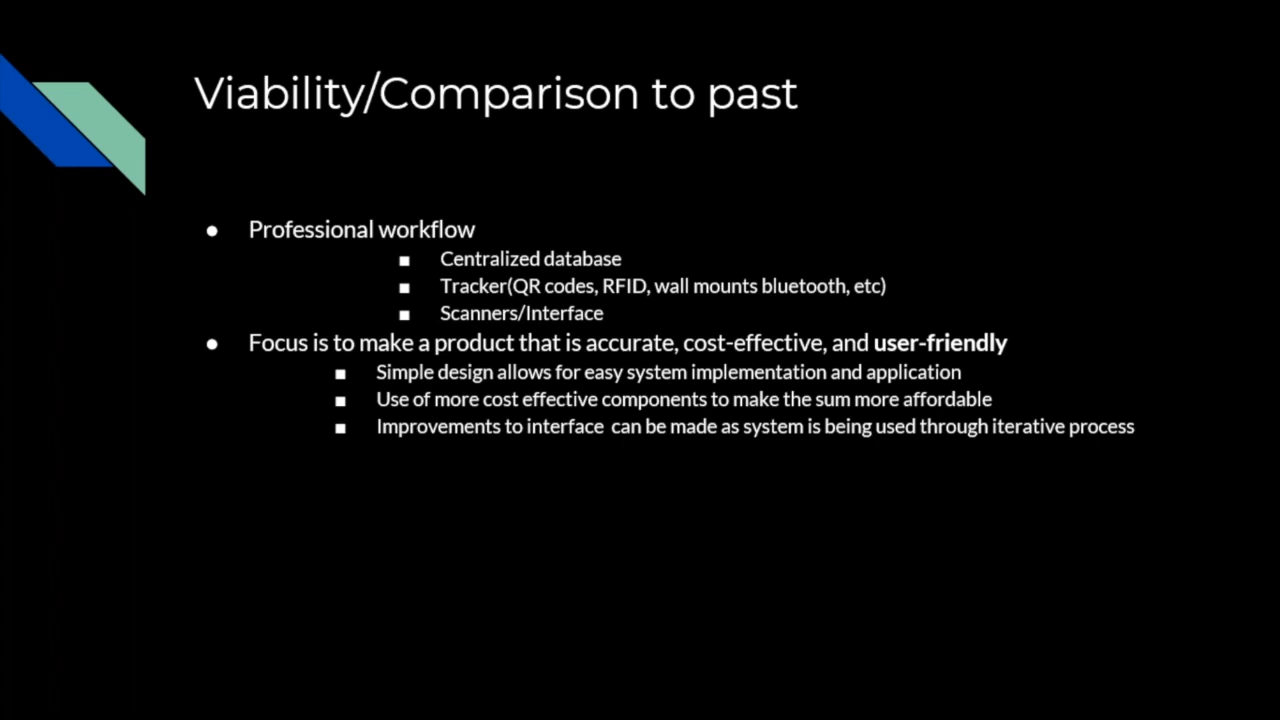 Viability/Comparison to past
● Professional workflow
■ Centralized database
■ Tracker(QR codes, RFID, wall mounts bluetooth, etc)
■ Scanners/Interface
● Focus is to make a product that is accurate, cost-effective, and user-friendly
■ Simple design allows for easy system implementation and application
■ Use of more cost effective components to make the sum more affordable
■ Improvements to interface  can be made as system is being used through iterative process